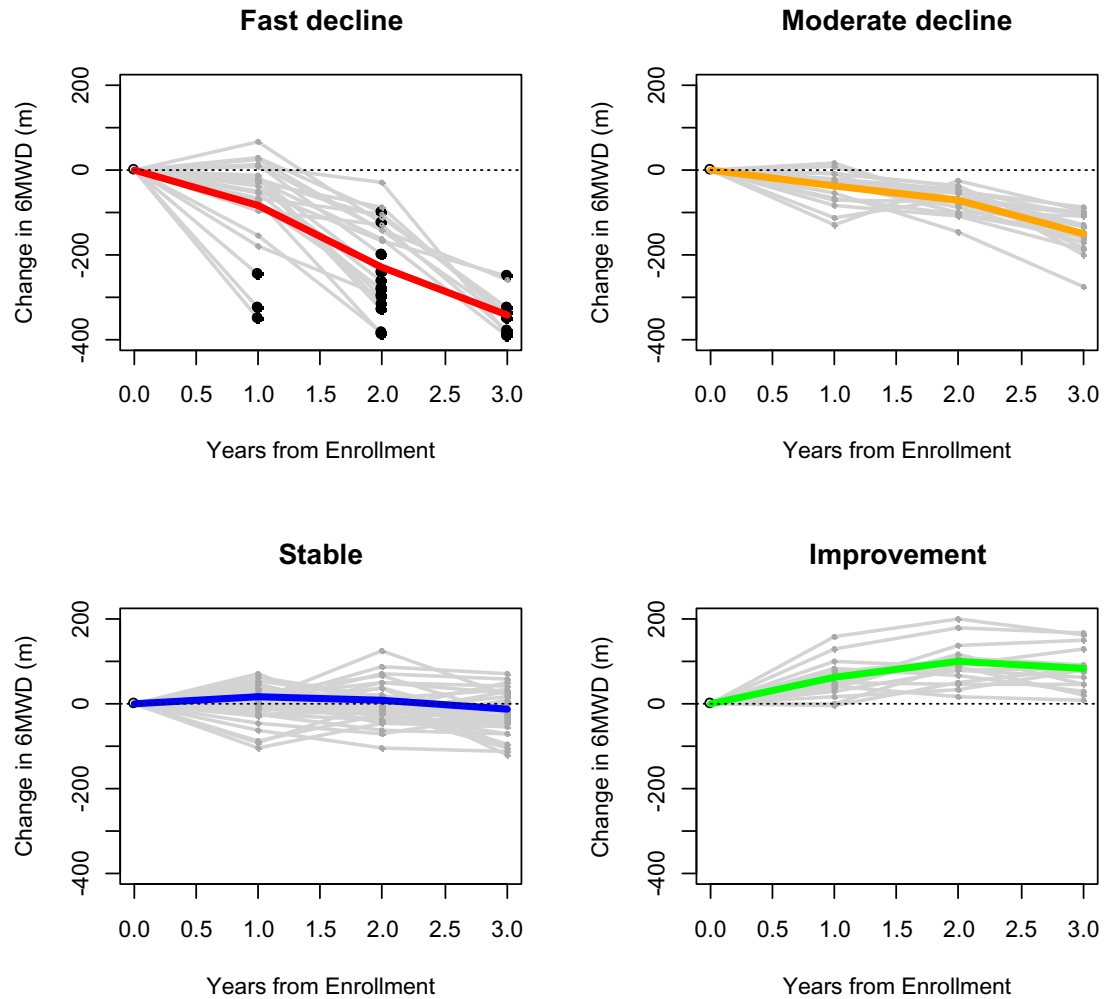 Fast decline
Change in 6MWD (m)
200
0
-200
-400
0.0 0.5 1.0 1.5 2.0 2.5 3.0
Years from Enrollment
Moderate decline
Change in 6MWD (m)
200
0
-200
-400
0.0 0.5 1.0 1.5 2.0 2.5 3.0
Years from Enrollment
Stable
Change in 6MWD (m)
200
0
-200
-400
0.0 0.5 1.0 1.5 2.0 2.5 3.0
Years from Enrollment
Improvement
Change in 6MWD (m)
200
0
-200
-400
0.0 0.5 1.0 1.5 2.0 2.5 3.0
Years from Enrollment